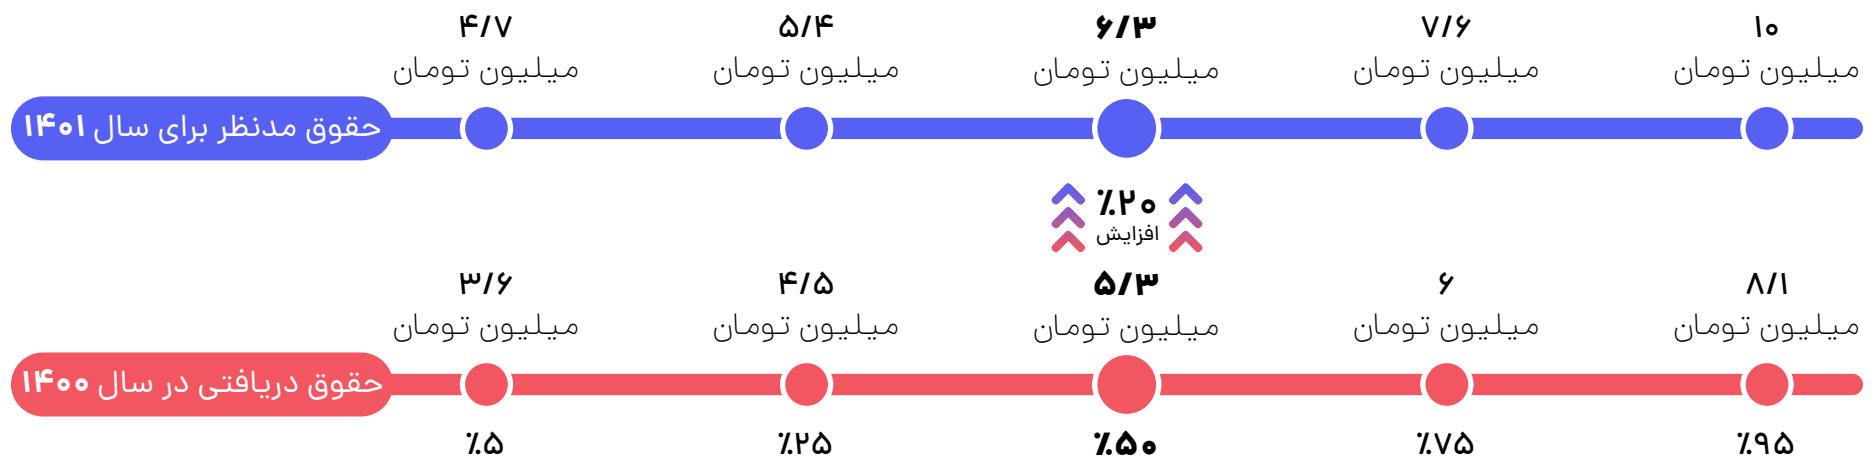 ۴/۷ ۵/۴ ۶/۳ ۷/۶ ۱۰
میلیون تومان میلیون تومان میلیون تومان میلیون تومان میلیون تومان
حقوق مدنظر برای سال ۱۴۰۱
٪۲۰
افزایش
۳/۶ ۴/۵ ۵/۳ ۶ ۸/۱
میلیون تومان میلیون تومان میلیون تومان میلیون تومان میلیون تومان
حقوق دریافتی در سال ۱۴۰۰
٪۵ ٪۲۵ ٪۵۰ ٪۷۵ ٪۹۵